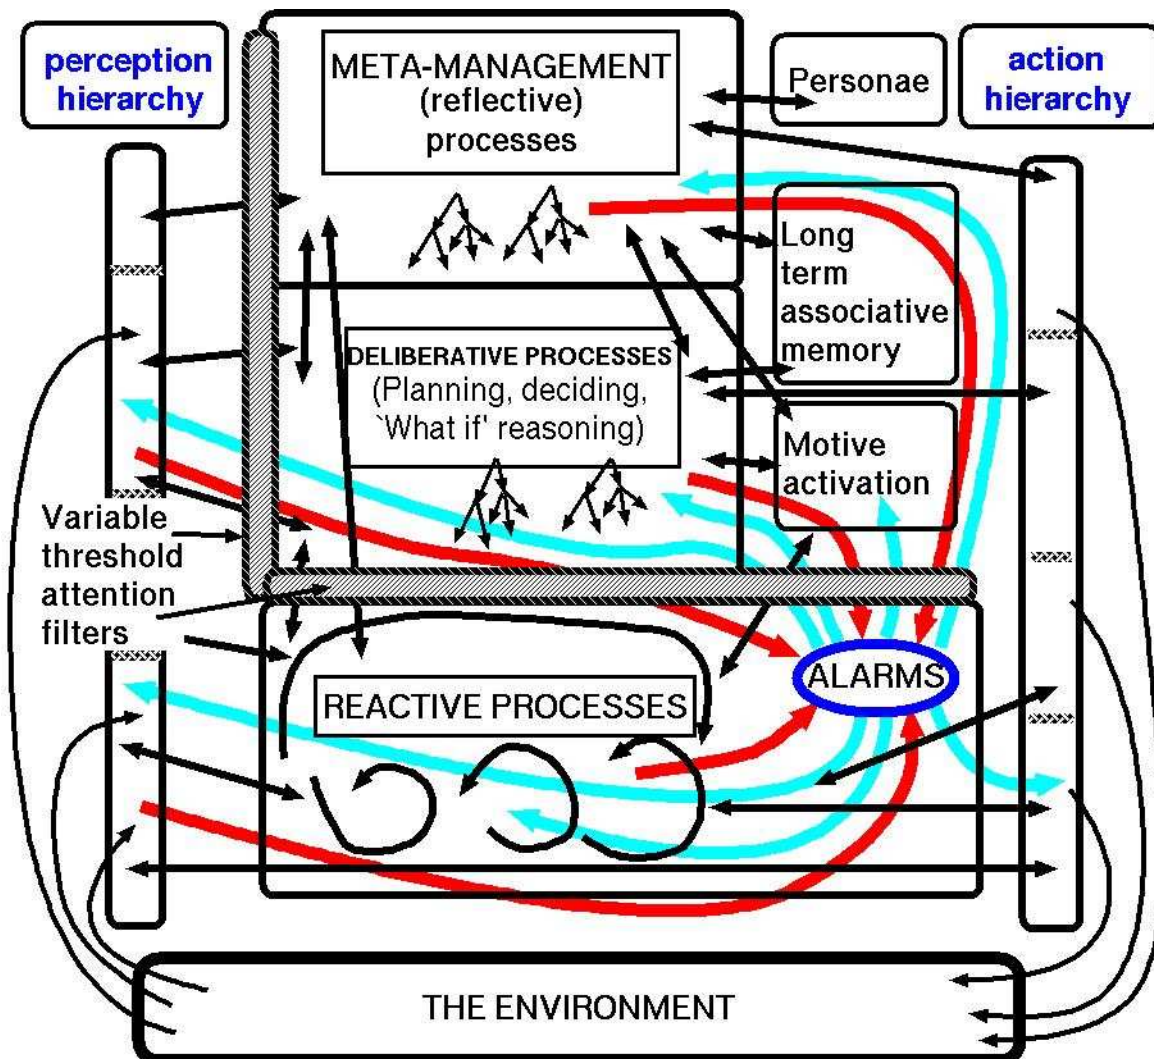 perception
hierarchy
META-MANAGEMENT
(reflective)
processes
Personae
action
hierarchy
Long
term
associative
memory
DELIBERATIVE PROCESSES
(Planning, deciding,
`What if' reasoning)
Motive
activation
Variable
threshold
attention
filters
REACTIVE PROCESSES
ALARMS
THE ENVIRONMENT